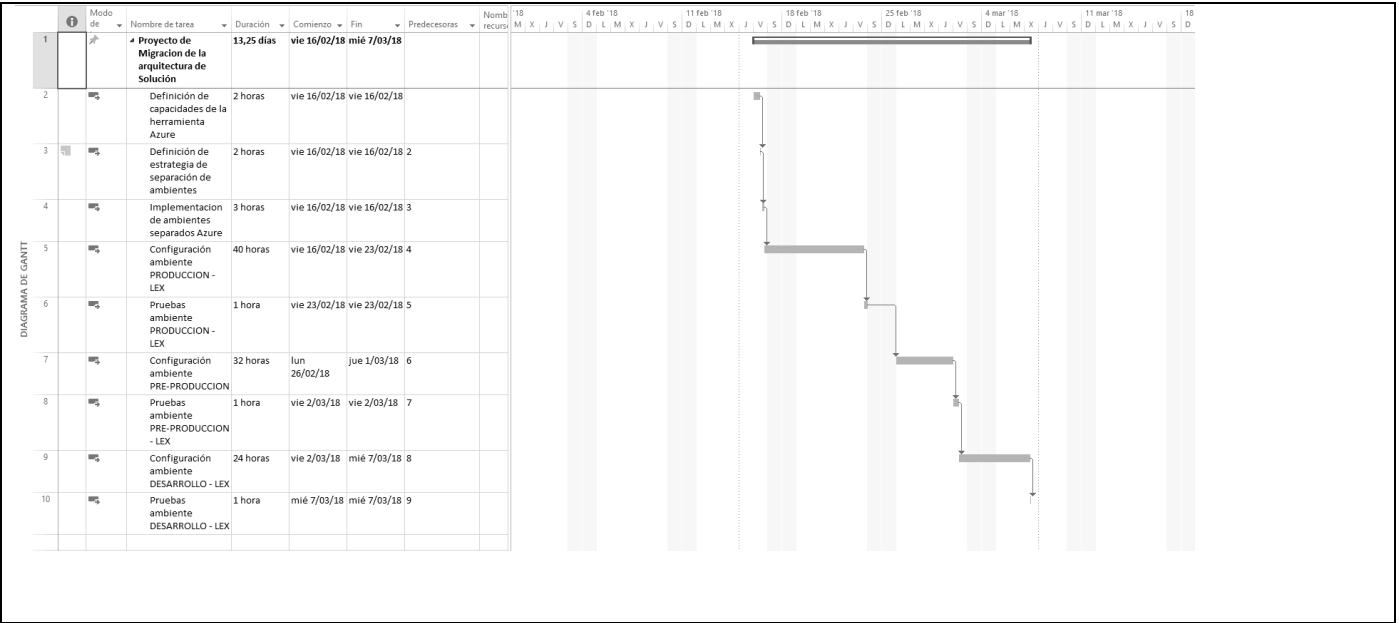 Modo de
Nombre de tarea
Duración
Comienzo
Fin
Predecesoras
Nomb recurs
'18
4 feb '18
11 feb '18
18 feb '18
25 feb '18
4 mar '18
11 mar '18
18
M X J V S D L M X J V S D L M X J V S D L M X J V S D L M X J V S D L M X J V S D L M X J V S D
DIAGRAMA DE GANTT
1
Proyecto de
Migracion de la
arquitectura de
Solución
13,25 días
vie 16/02/18
mié 7/03/18
2
Definición de
capacidades de la
herramienta
Azure
2 horas
vie 16/02/18
vie 16/02/18
3
Definición de
estrategia de
separación de
ambientes
2 horas
vie 16/02/18
vie 16/02/18
2
4
Implementacion
de ambientes
separados Azure
3 horas
vie 16/02/18
vie 16/02/18
3
5
Configuración
ambiente
PRODUCCION -
LEX
40 horas
vie 16/02/18
vie 23/02/18
4
6
Pruebas
ambiente
PRODUCCION -
LEX
1 hora
vie 23/02/18
vie 23/02/18
5
7
Configuración
ambiente
PRE-PRODUCCION
32 horas
lun
26/02/18
jue 1/03/18
6
8
Pruebas
ambiente
PRE-PRODUCCION
- LEX
1 hora
vie 2/03/18
vie 2/03/18
7
9
Configuración
ambiente
DESARROLLO - LEX
24 horas
vie 2/03/18
mié 7/03/18
8
10
Pruebas
ambiente
DESARROLLO - LEX
1 hora
mié 7/03/18
mié 7/03/18
9